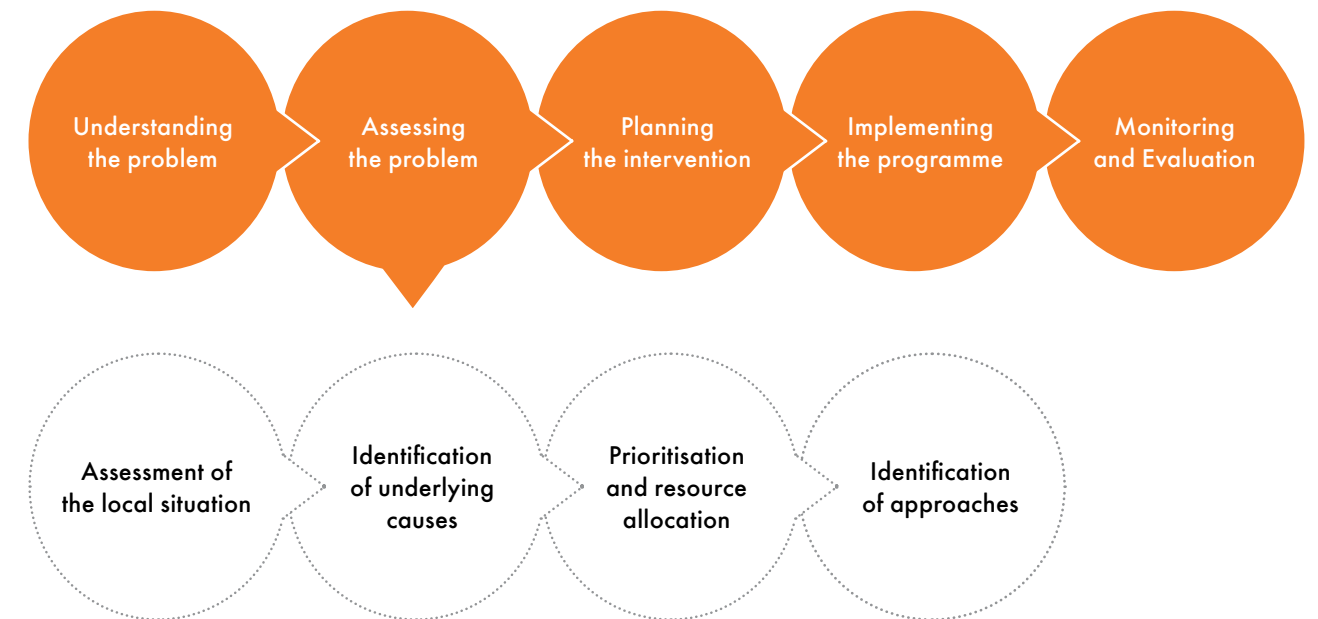 Understanding
the problem
Assessing
the problem
Planning
the intervention
Implementing
the programme
Monitoring
and Evaluation
Assessment of
the local situation
Identification
of underlying
causes
Prioritisation
and resource
allocation
Identification
of approaches